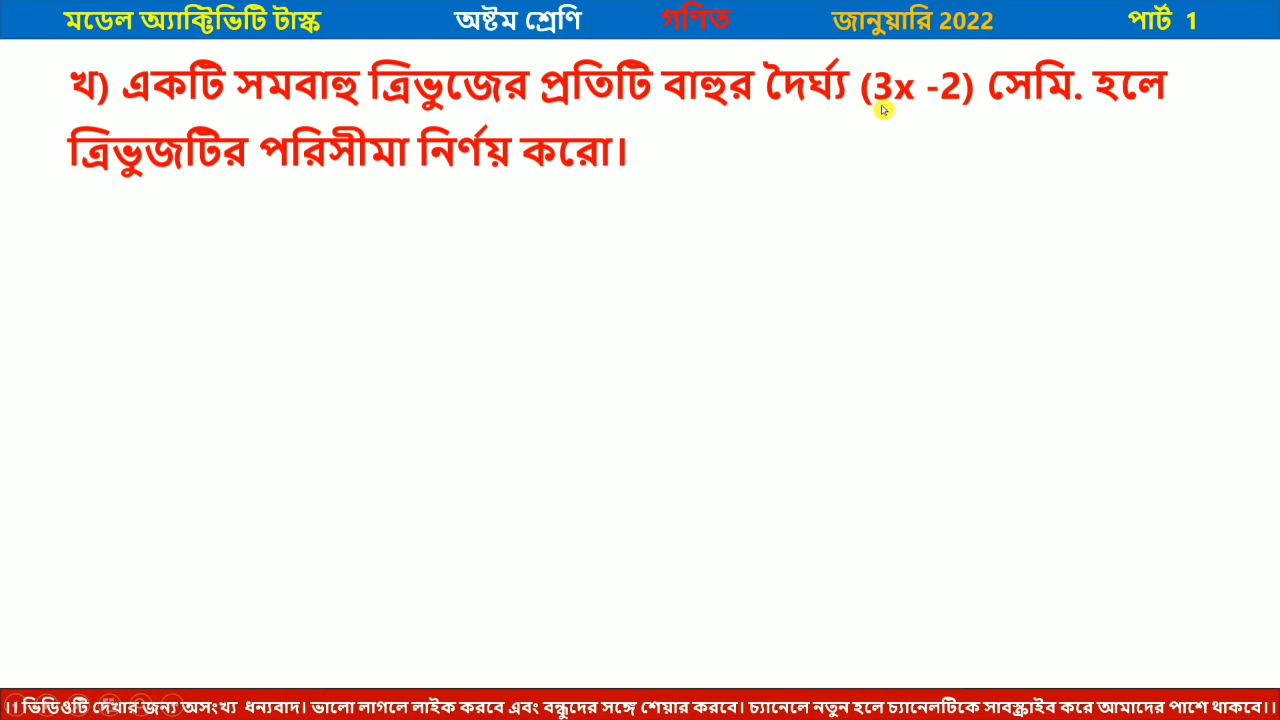 মডেল অ্যাক্টিভিটি টাস্ক অষ্টম শ্রেণি গণিত জানুয়ারি 2022 পার্ট 1
খ) একটি সমবাহু ত্রিভুজের প্রতিটি বাহুর দৈর্ঘ্য (3x -2) সেমি. হলে
ত্রিভুজটির পরিসীমা নির্ণয় করো।
।। ভিডিওটি দেখার জন্য অসংখ্য ধন্যবাদ। ভালো লাগলে লাইক করবে এবং বন্ধুদের সঙ্গে শেয়ার করবে। চ্যানেলে নতুন হলে চ্যানেলটিকে সাবস্ক্রাইব করে আমাদের পাশে থাকবে।।